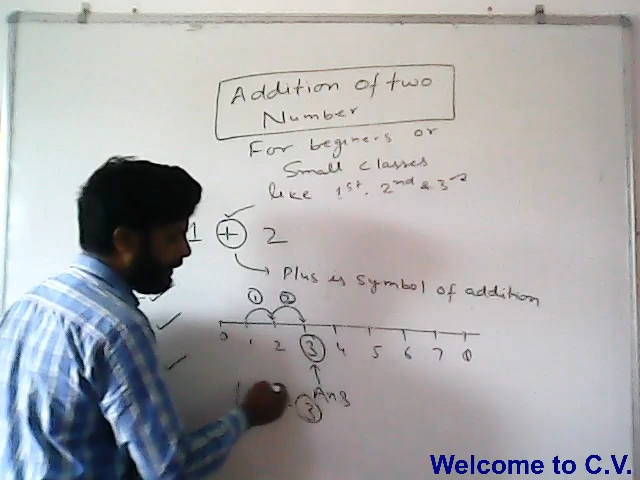 Addition of two
Number
For beginers or
Small classes
like 1st, 2nd & 3rd
1 + 2
Plus is Symbol of addition
1 2
0 1 2 3 4 5 6 7 8
Ans
3
Welcome to C.V.